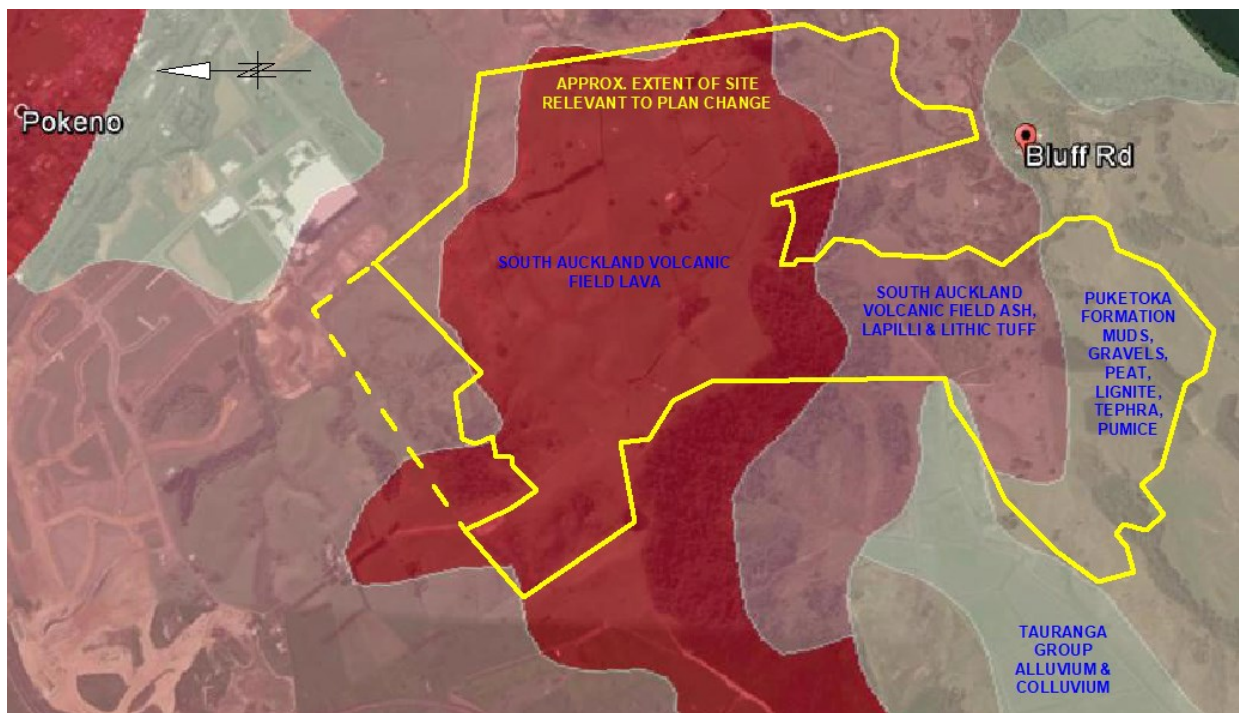 APPROX. EXTENT OF SITE
RELEVANT TO PLAN CHANGE
Pokeno
Bluff Rd
SOUTH AUCKLAND VOLCANIC
FIELD LAVA
SOUTH AUCKLAND
VOLCANIC FIELD ASH,
LAPILLI & LITHIC TUFF
PUKETOKA
FORMATION
MUDS,
GRAVELS,
PEAT,
LIGNITE,
TEPHRA,
PUMICE
TAURANGA
GROUP
ALLUVIUM &
COLLUVIUM